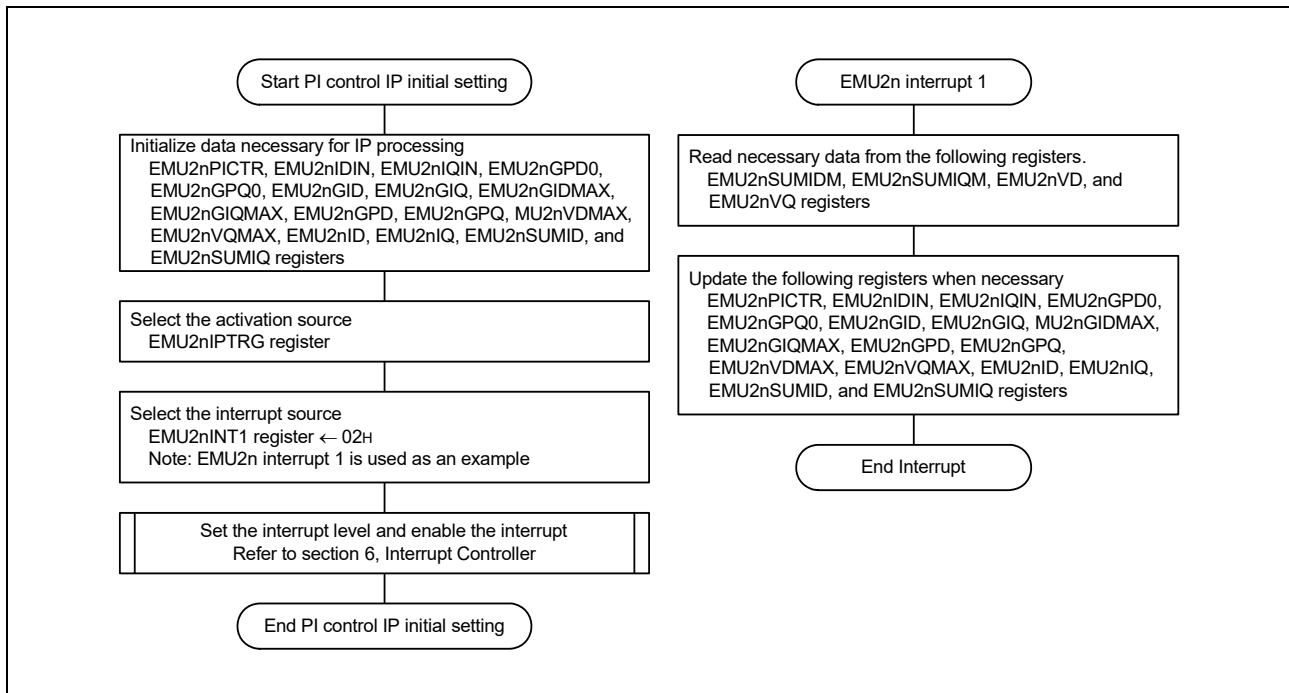 Start PI control IP initial setting
Initialize data necessary for IP processing
EMU2nPICTR, EMU2nIDIN, EMU2nIQIN, EMU2nGPD0,
EMU2nGPQ0, EMU2nGID, EMU2nGIQ, EMU2nGIDMAX,
EMU2nGIQMAX, EMU2nGPD, EMU2nGPQ, MU2nVDMAX,
EMU2nVQMAX, EMU2nID, EMU2nIQ, EMU2nSUMID, and
EMU2nSUMIQ registers
Select the activation source
EMU2nIPTRG register
Select the interrupt source
EMU2nINT1 register ← 02H
Note: EMU2n interrupt 1 is used as an example
Set the interrupt level and enable the interrupt
Refer to section 6, Interrupt Controller
End PI control IP initial setting
EMU2n interrupt 1
Read necessary data from the following registers.
EMU2nSUMIDM, EMU2nSUMIQM, EMU2nVD, and
EMU2nVQ registers
Update the following registers when necessary
EMU2nPICTR, EMU2nIDIN, EMU2nIQIN, EMU2nGPD0,
EMU2nGPQ0, EMU2nGID, EMU2nGIQ, MU2nGIDMAX,
EMU2nGIQMAX, EMU2nGPD, EMU2nGPQ,
EMU2nVDMAX, EMU2nVQMAX, EMU2nID, EMU2nIQ,
EMU2nSUMID, and EMU2nSUMIQ registers
End Interrupt